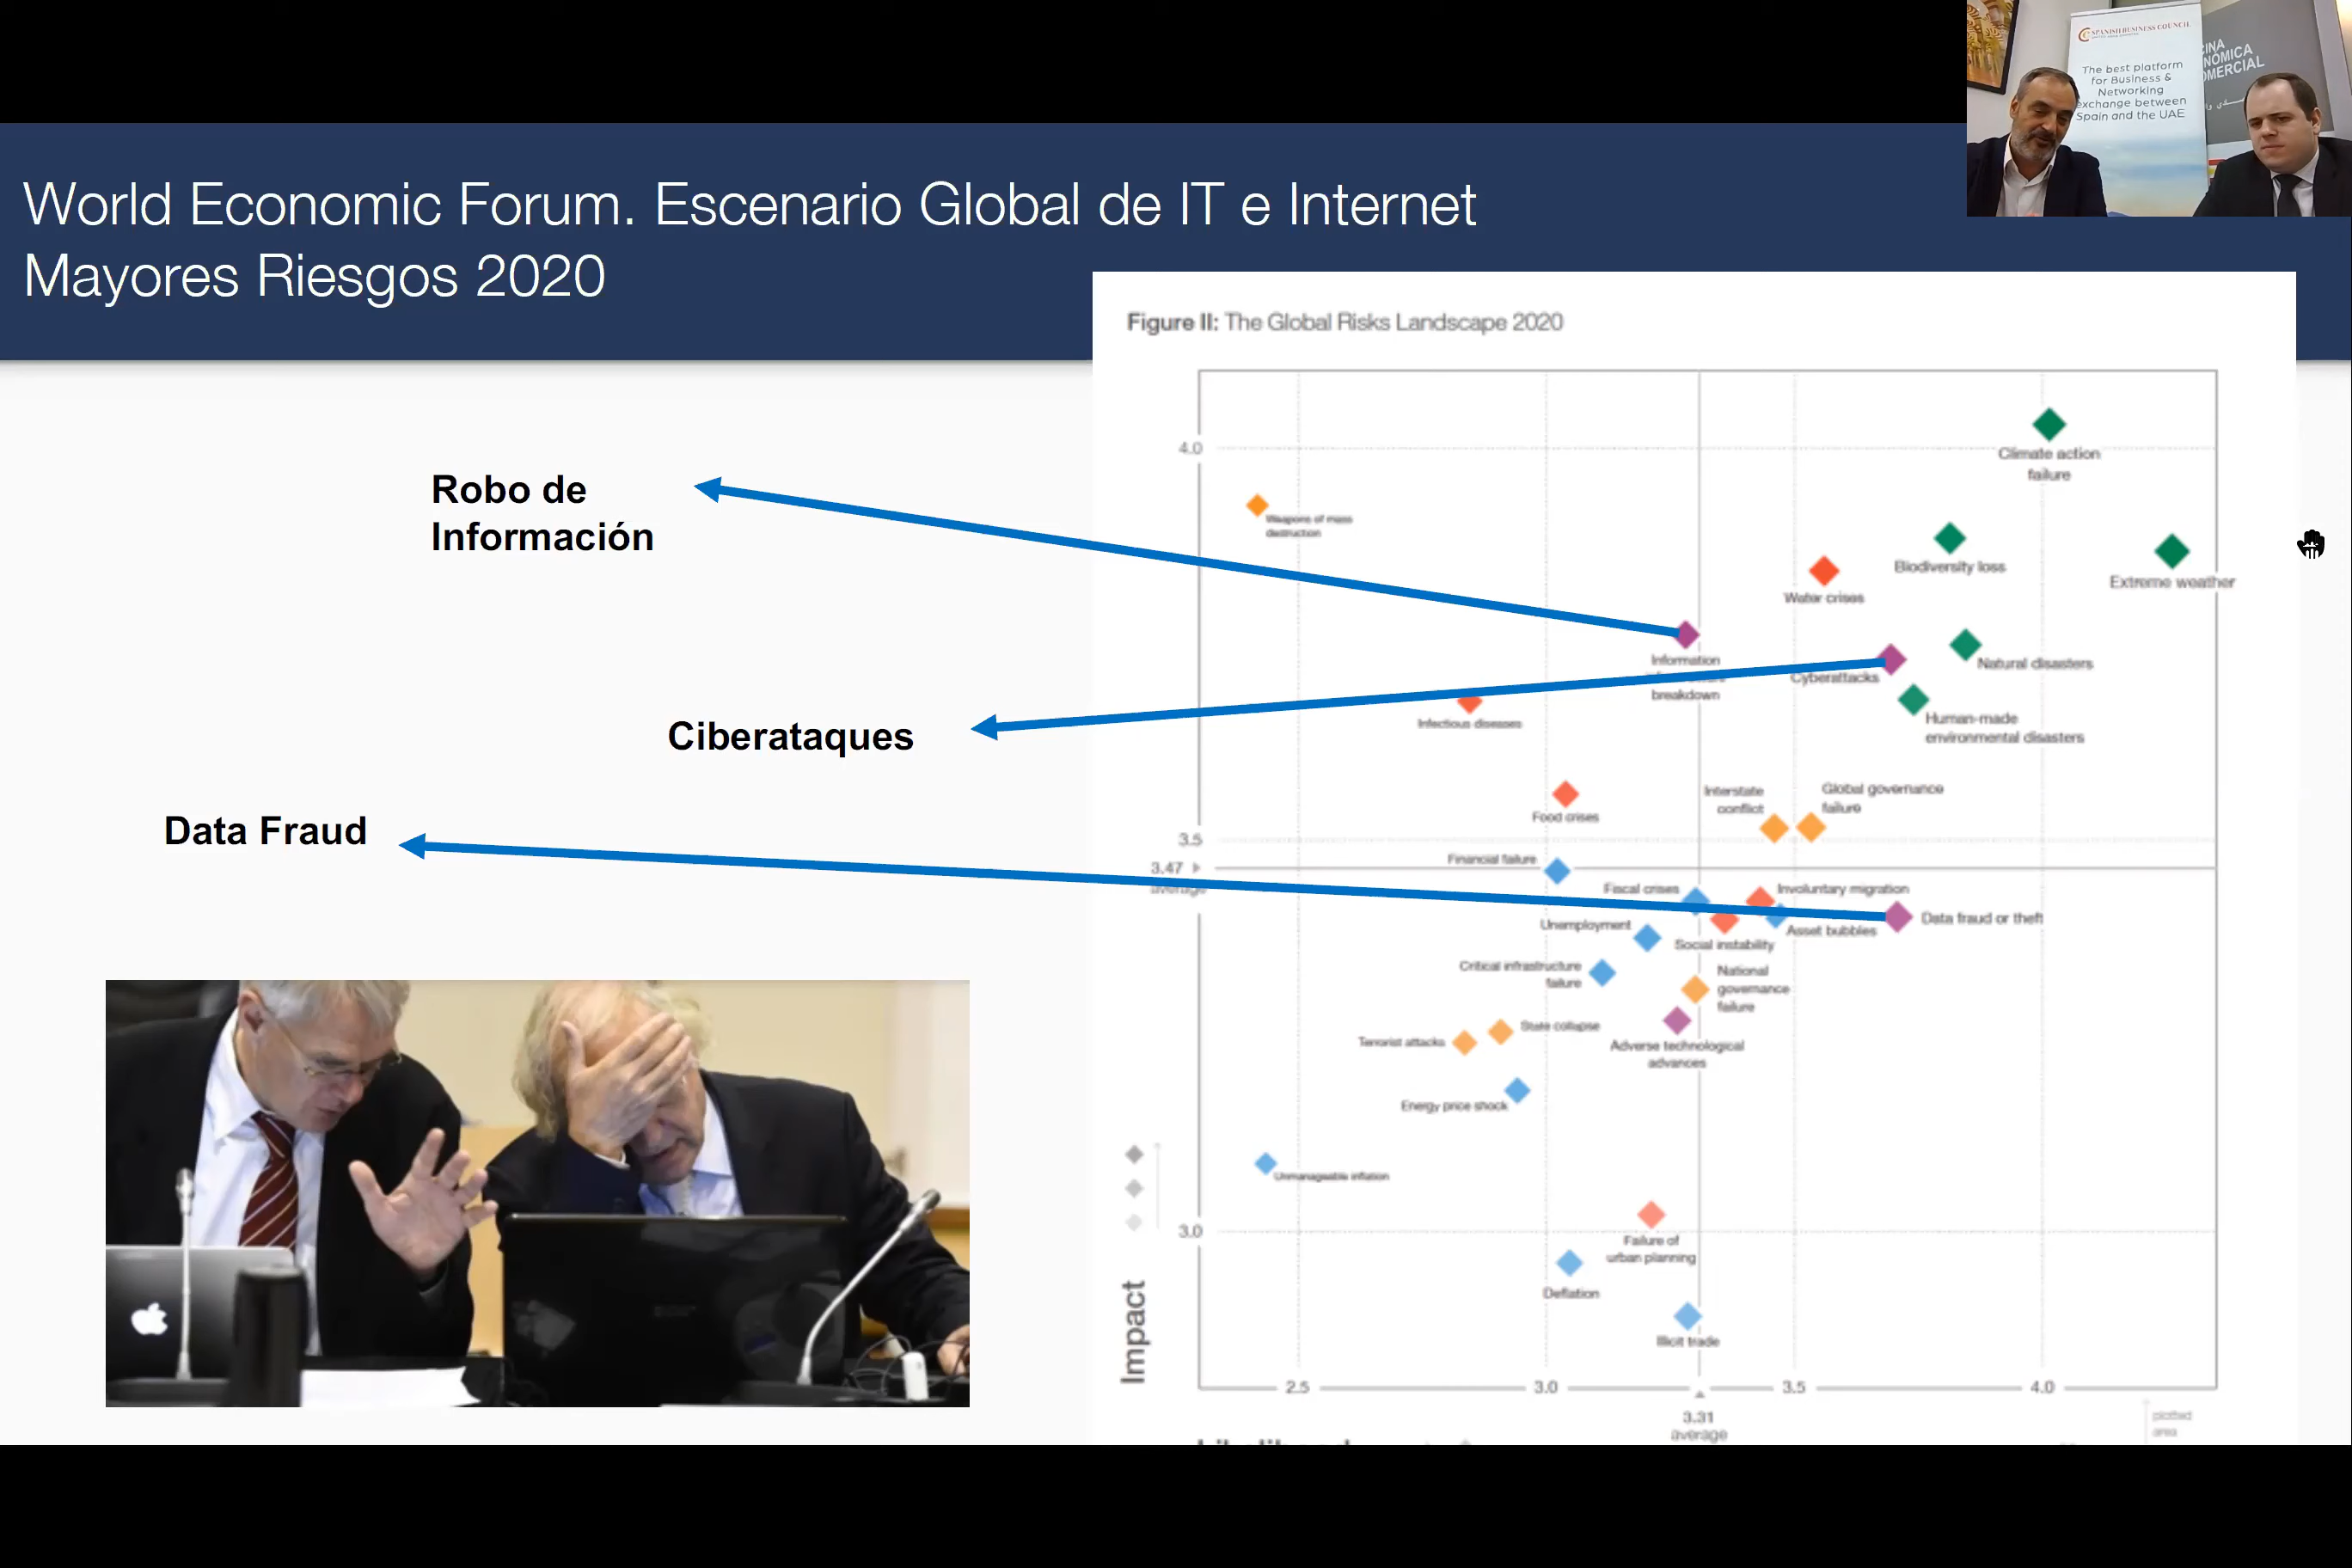 SPANISH BUSINESS COUNCIL
The best platform
for Business &
Networking
exchange between
Spain and the UAE
CINA
NÓMICA
OMERCIAL
World Economic Forum. Escenario Global de IT e Internet
Mayores Riesgos 2020
Figure II: The Global Risks Landscape 2020
Robo de
Información
Ciberataques
Data Fraud
4.0
Climate action
failure
Weapons of mass
destruction
Biodiversity loss
Extreme weather
Water crises
Information
breakdown
Cyberattacks
Natural disasters
Infectious diseases
Human-made
environmental disasters
Interstate
conflict
Global governance
failure
Food crises
3.5
3.47
average
Financial failure
Fiscal crises
Involuntary migration
Unemployment
Data fraud or theft
Asset bubbles
Social instability
Critical infrastructure
failure
National
governance
failure
State collapse
Terrorist attacks
Adverse technological
advances
Energy price shock
Unmanageable inflation
3.0
Failure of
urban planning
Deflation
Illicit trade
Impact
2.5
3.0
3.5
4.0
3.31
average
plotted
area